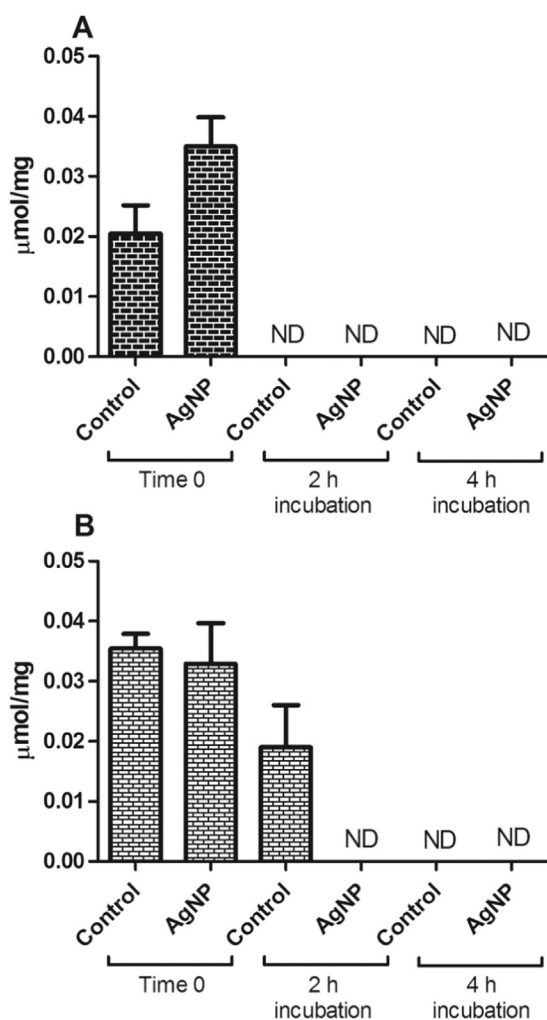 A
0.05
0.04
0.03
0.02
0.01
0.00
μmol/mg
ND ND ND ND
Control AgNP Control AgNP Control AgNP
Time 0 2 h 4 h
incubation incubation
B
0.05
0.04
0.03
0.02
0.01
0.00
μmol/mg
ND ND ND
Control AgNP Control AgNP Control AgNP
Time 0 2 h 4 h
incubation incubation